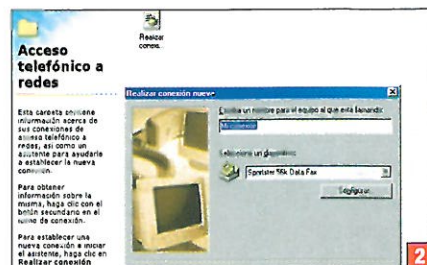 Realizar
conexi...
Acceso
telefónico a
redes
Esta carpeta contiene
información acerca de
sus conexiones de
acceso telefónico a
redes, así como un
asistente para ayudarle
a establecer la nueva
conexión.
Para obtener
información sobre la
misma, haga clic con el
botón secundario en el
icono de conexión.
Para establecer una
nueva conexión e iniciar
el asistente, haga clic en
Realizar conexión
Realizar conexión nueva
Escriba un nombre para el equipo al que está llamando:
Seleccione un dispositivo:
Sportster 56k Data Fax
Configurar...
2